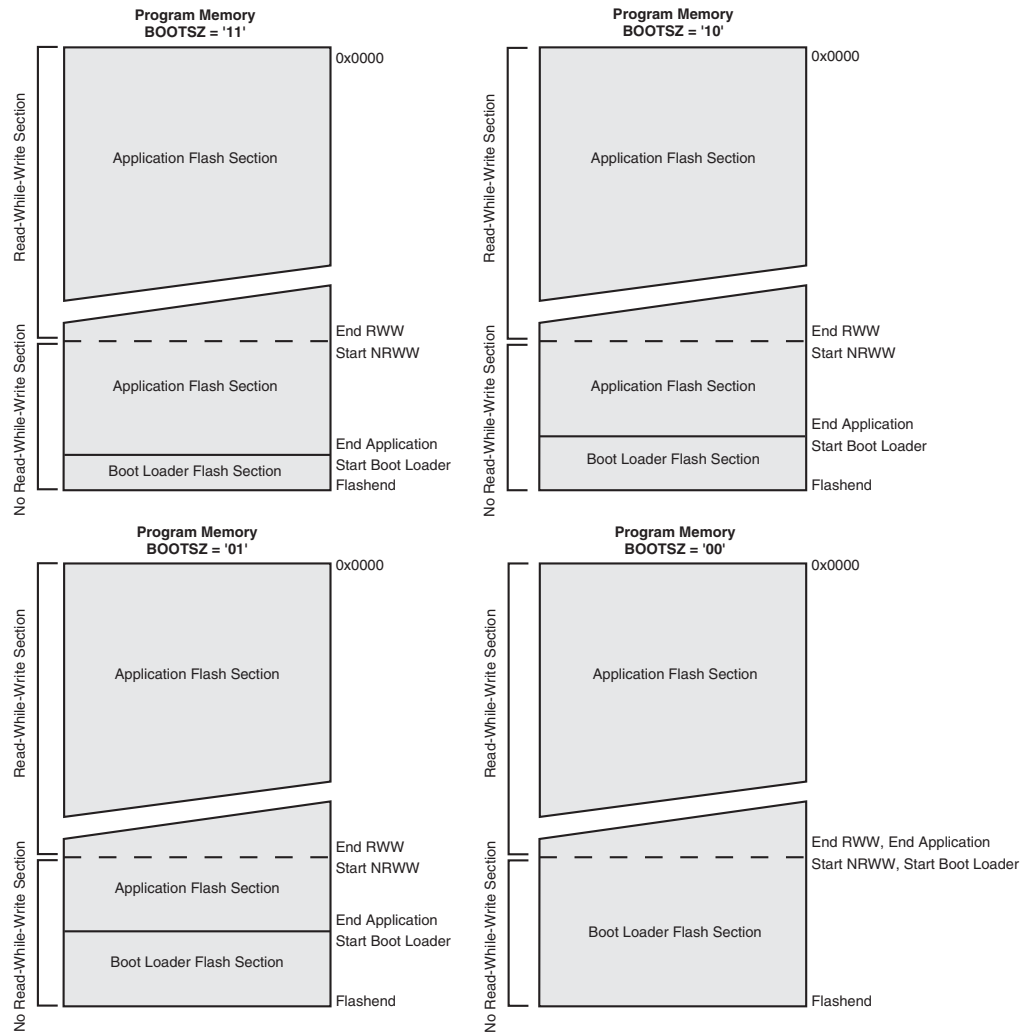 Program Memory
BOOTSZ = '11'
0x0000
Read-While-Write Section
Application Flash Section
End RWW
Start NRWW
No Read-While-Write Section
Application Flash Section
End Application
Start Boot Loader
Boot Loader Flash Section
Flashend
Program Memory
BOOTSZ = '10'
0x0000
Read-While-Write Section
Application Flash Section
End RWW
Start NRWW
No Read-While-Write Section
Application Flash Section
End Application
Start Boot Loader
Boot Loader Flash Section
Flashend
Program Memory
BOOTSZ = '01'
0x0000
Read-While-Write Section
Application Flash Section
End RWW
Start NRWW
No Read-While-Write Section
Application Flash Section
End Application
Start Boot Loader
Boot Loader Flash Section
Flashend
Program Memory
BOOTSZ = '00'
0x0000
Read-While-Write Section
Application Flash Section
End RWW, End Application
Start NRWW, Start Boot Loader
No Read-While-Write Section
Boot Loader Flash Section
Flashend